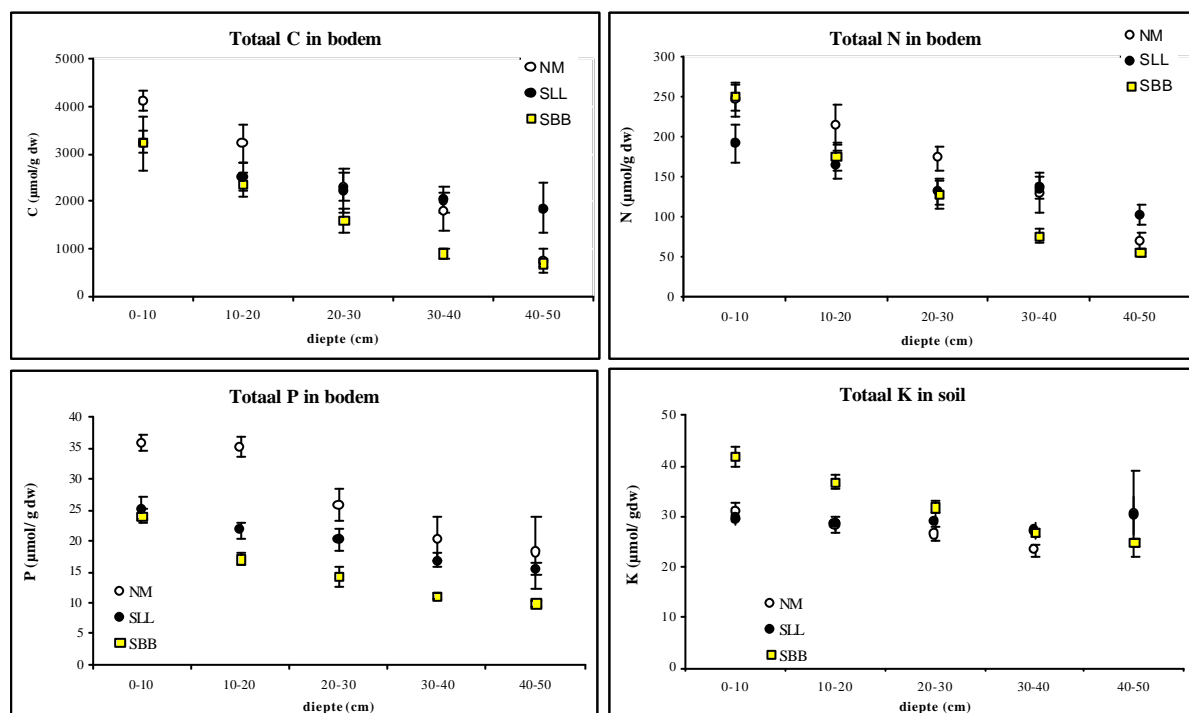 Totaal C in bodem
5000
4000
3000
2000
1000
0
C (µmol/g dw)
NM
SLL
SBB
0-10 10-20 20-30 30-40 40-50
diepte (cm)
Totaal N in bodem
300
250
200
150
100
50
0
N (µmol/g dw)
NM
SLL
SBB
0-10 10-20 20-30 30-40 40-50
diepte (cm)
Totaal P in bodem
40
35
30
25
20
15
10
5
0
P (µmol/ g dw)
NM
SLL
SBB
0-10 10-20 20-30 30-40 40-50
diepte (cm)
Totaal K in soil
50
40
30
20
10
0
K (µmol/ gdw)
NM
SLL
SBB
0-10 10-20 20-30 30-40 40-50
diepte (cm)